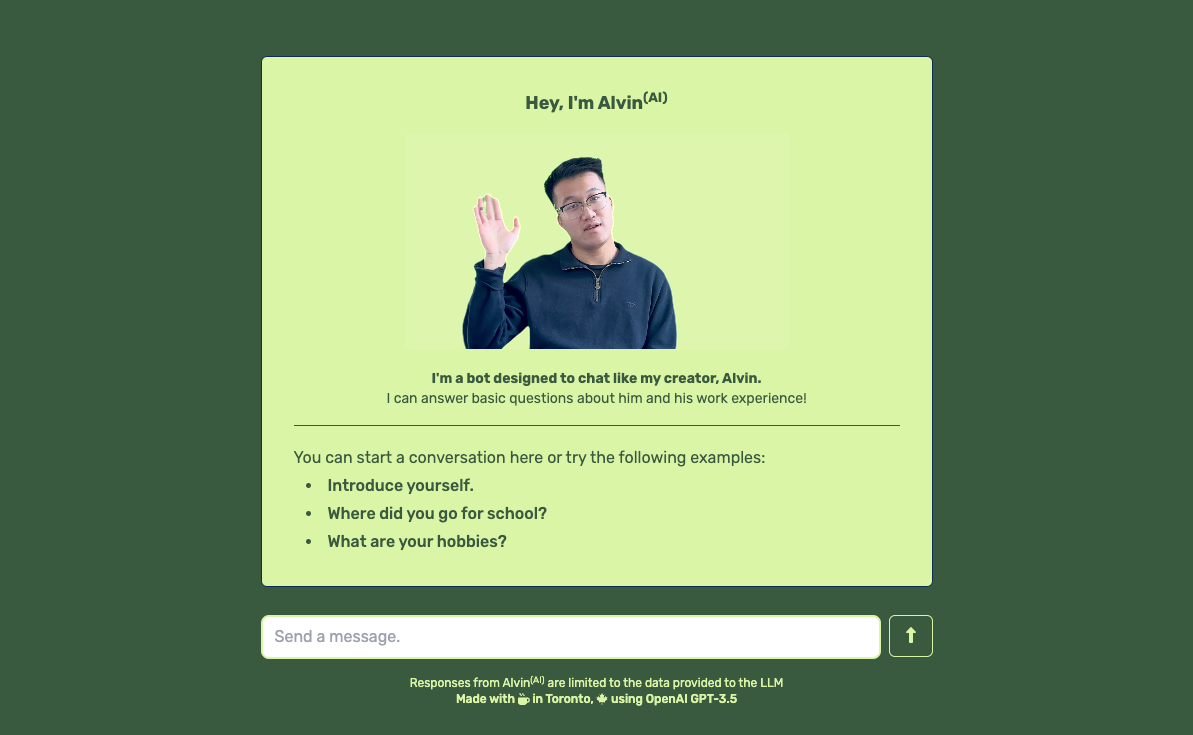 Hey, I'm Alvin(AI)
I'm a bot designed to chat like my creator, Alvin.
I can answer basic questions about him and his work experience!
You can start a conversation here or try the following examples:
• Introduce yourself.
• Where did you go for school?
• What are your hobbies?
Send a message.
Responses from Alvin(AI) are limited to the data provided to the LLM
Made with ☕ in Toronto, 🍁 using OpenAI GPT-3.5